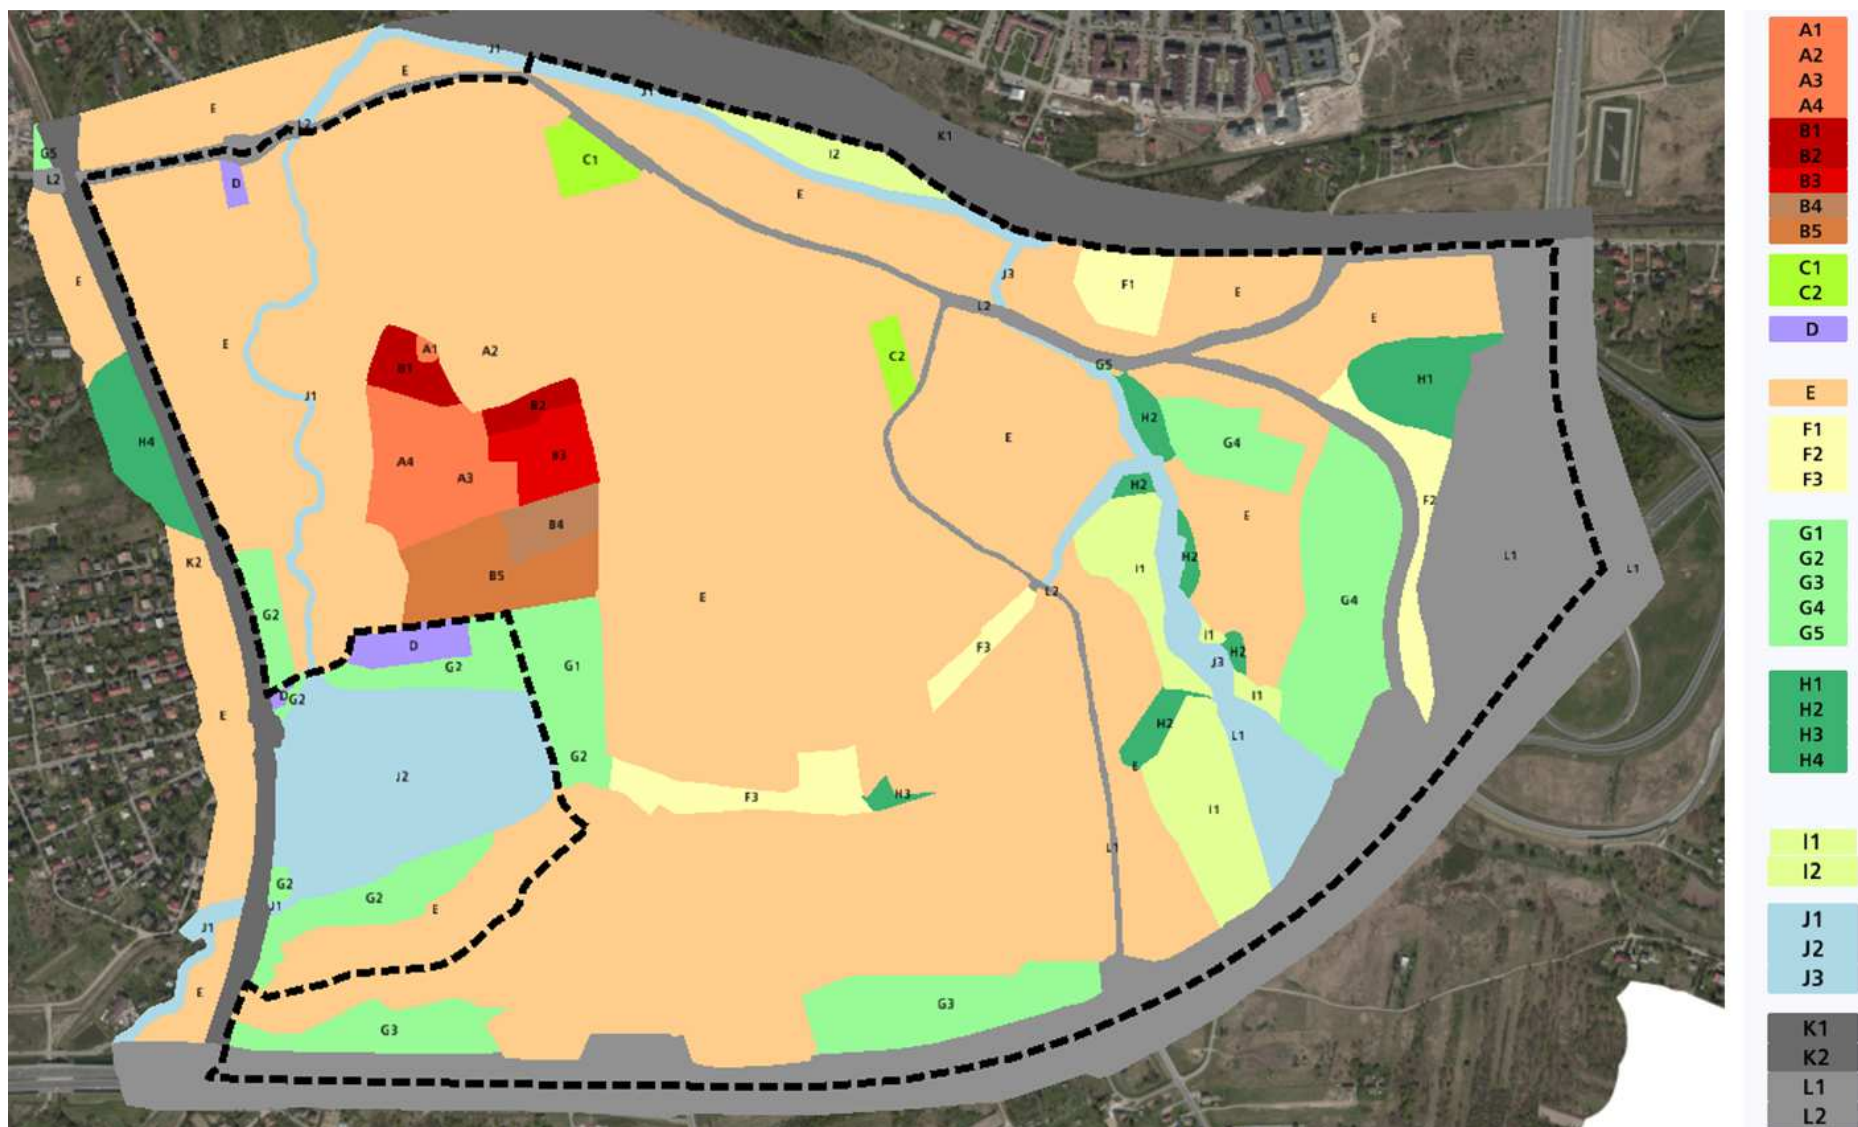 J1
E
J1
E
L2
K1
G5
I2
C1
L2
D
E
E
J3
F1
E
L2
E
E
A1
A2
C2
B1
G5
H1
J1
B2
H2
G4
H4
E
B3
A4
A3
H2
F2
B4
E
K2
H2
L1
I1
L1
B5
L2
E
G4
G2
I1
D
F3
H2
G2
G1
J3
D
G2
I1
E
H2
L1
G2
E
J2
F3
H3
I1
L1
G2
G2
J1
E
J1
E
G3
G3
A1
A2
A3
A4
B1
B2
B3
B4
B5
C1
C2
D
E
F1
F2
F3
G1
G2
G3
G4
G5
H1
H2
H3
H4
I1
I2
J1
J2
J3
K1
K2
L1
L2